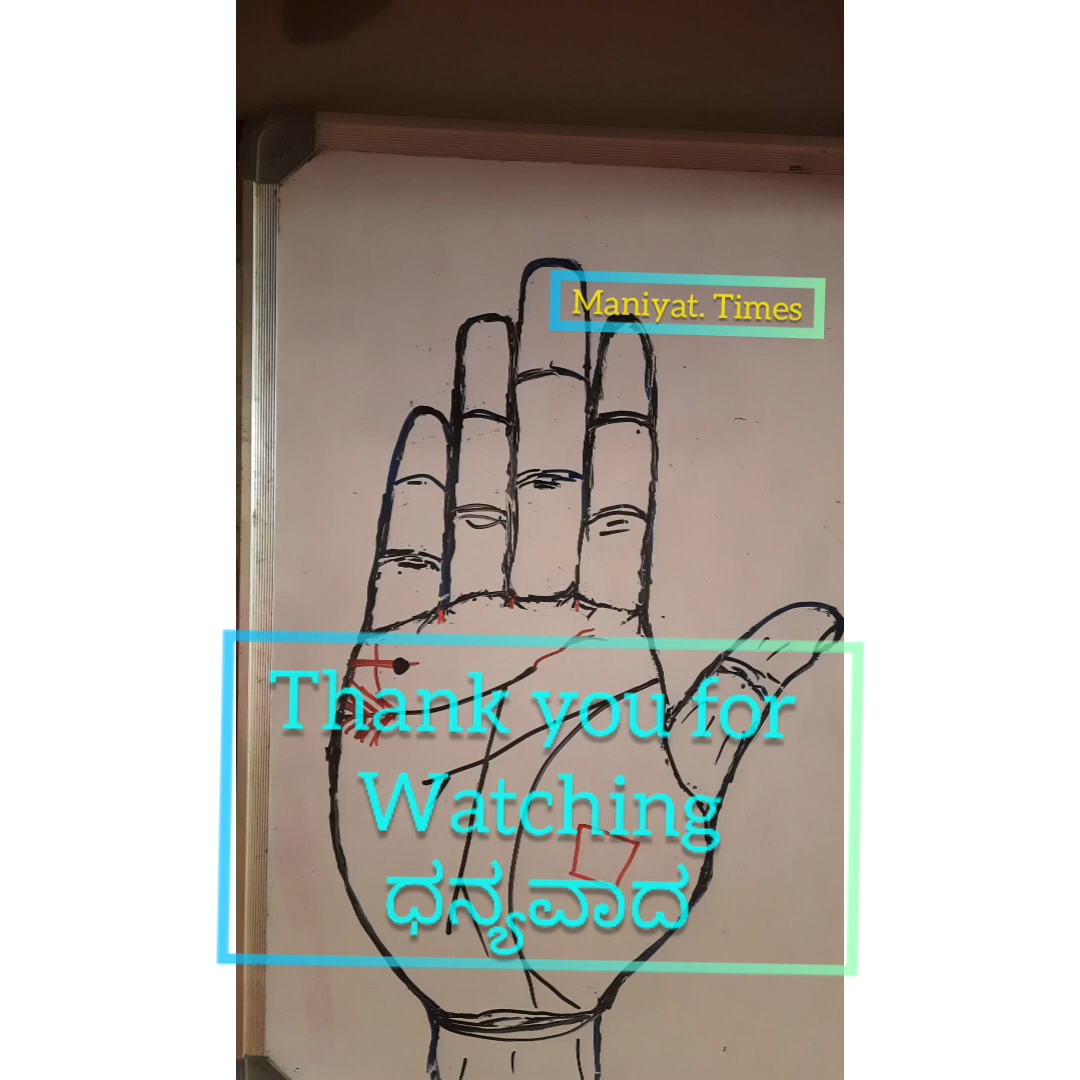 Maniyat. Times
Thank you for
Watching
ಧನ್ಯವಾದ